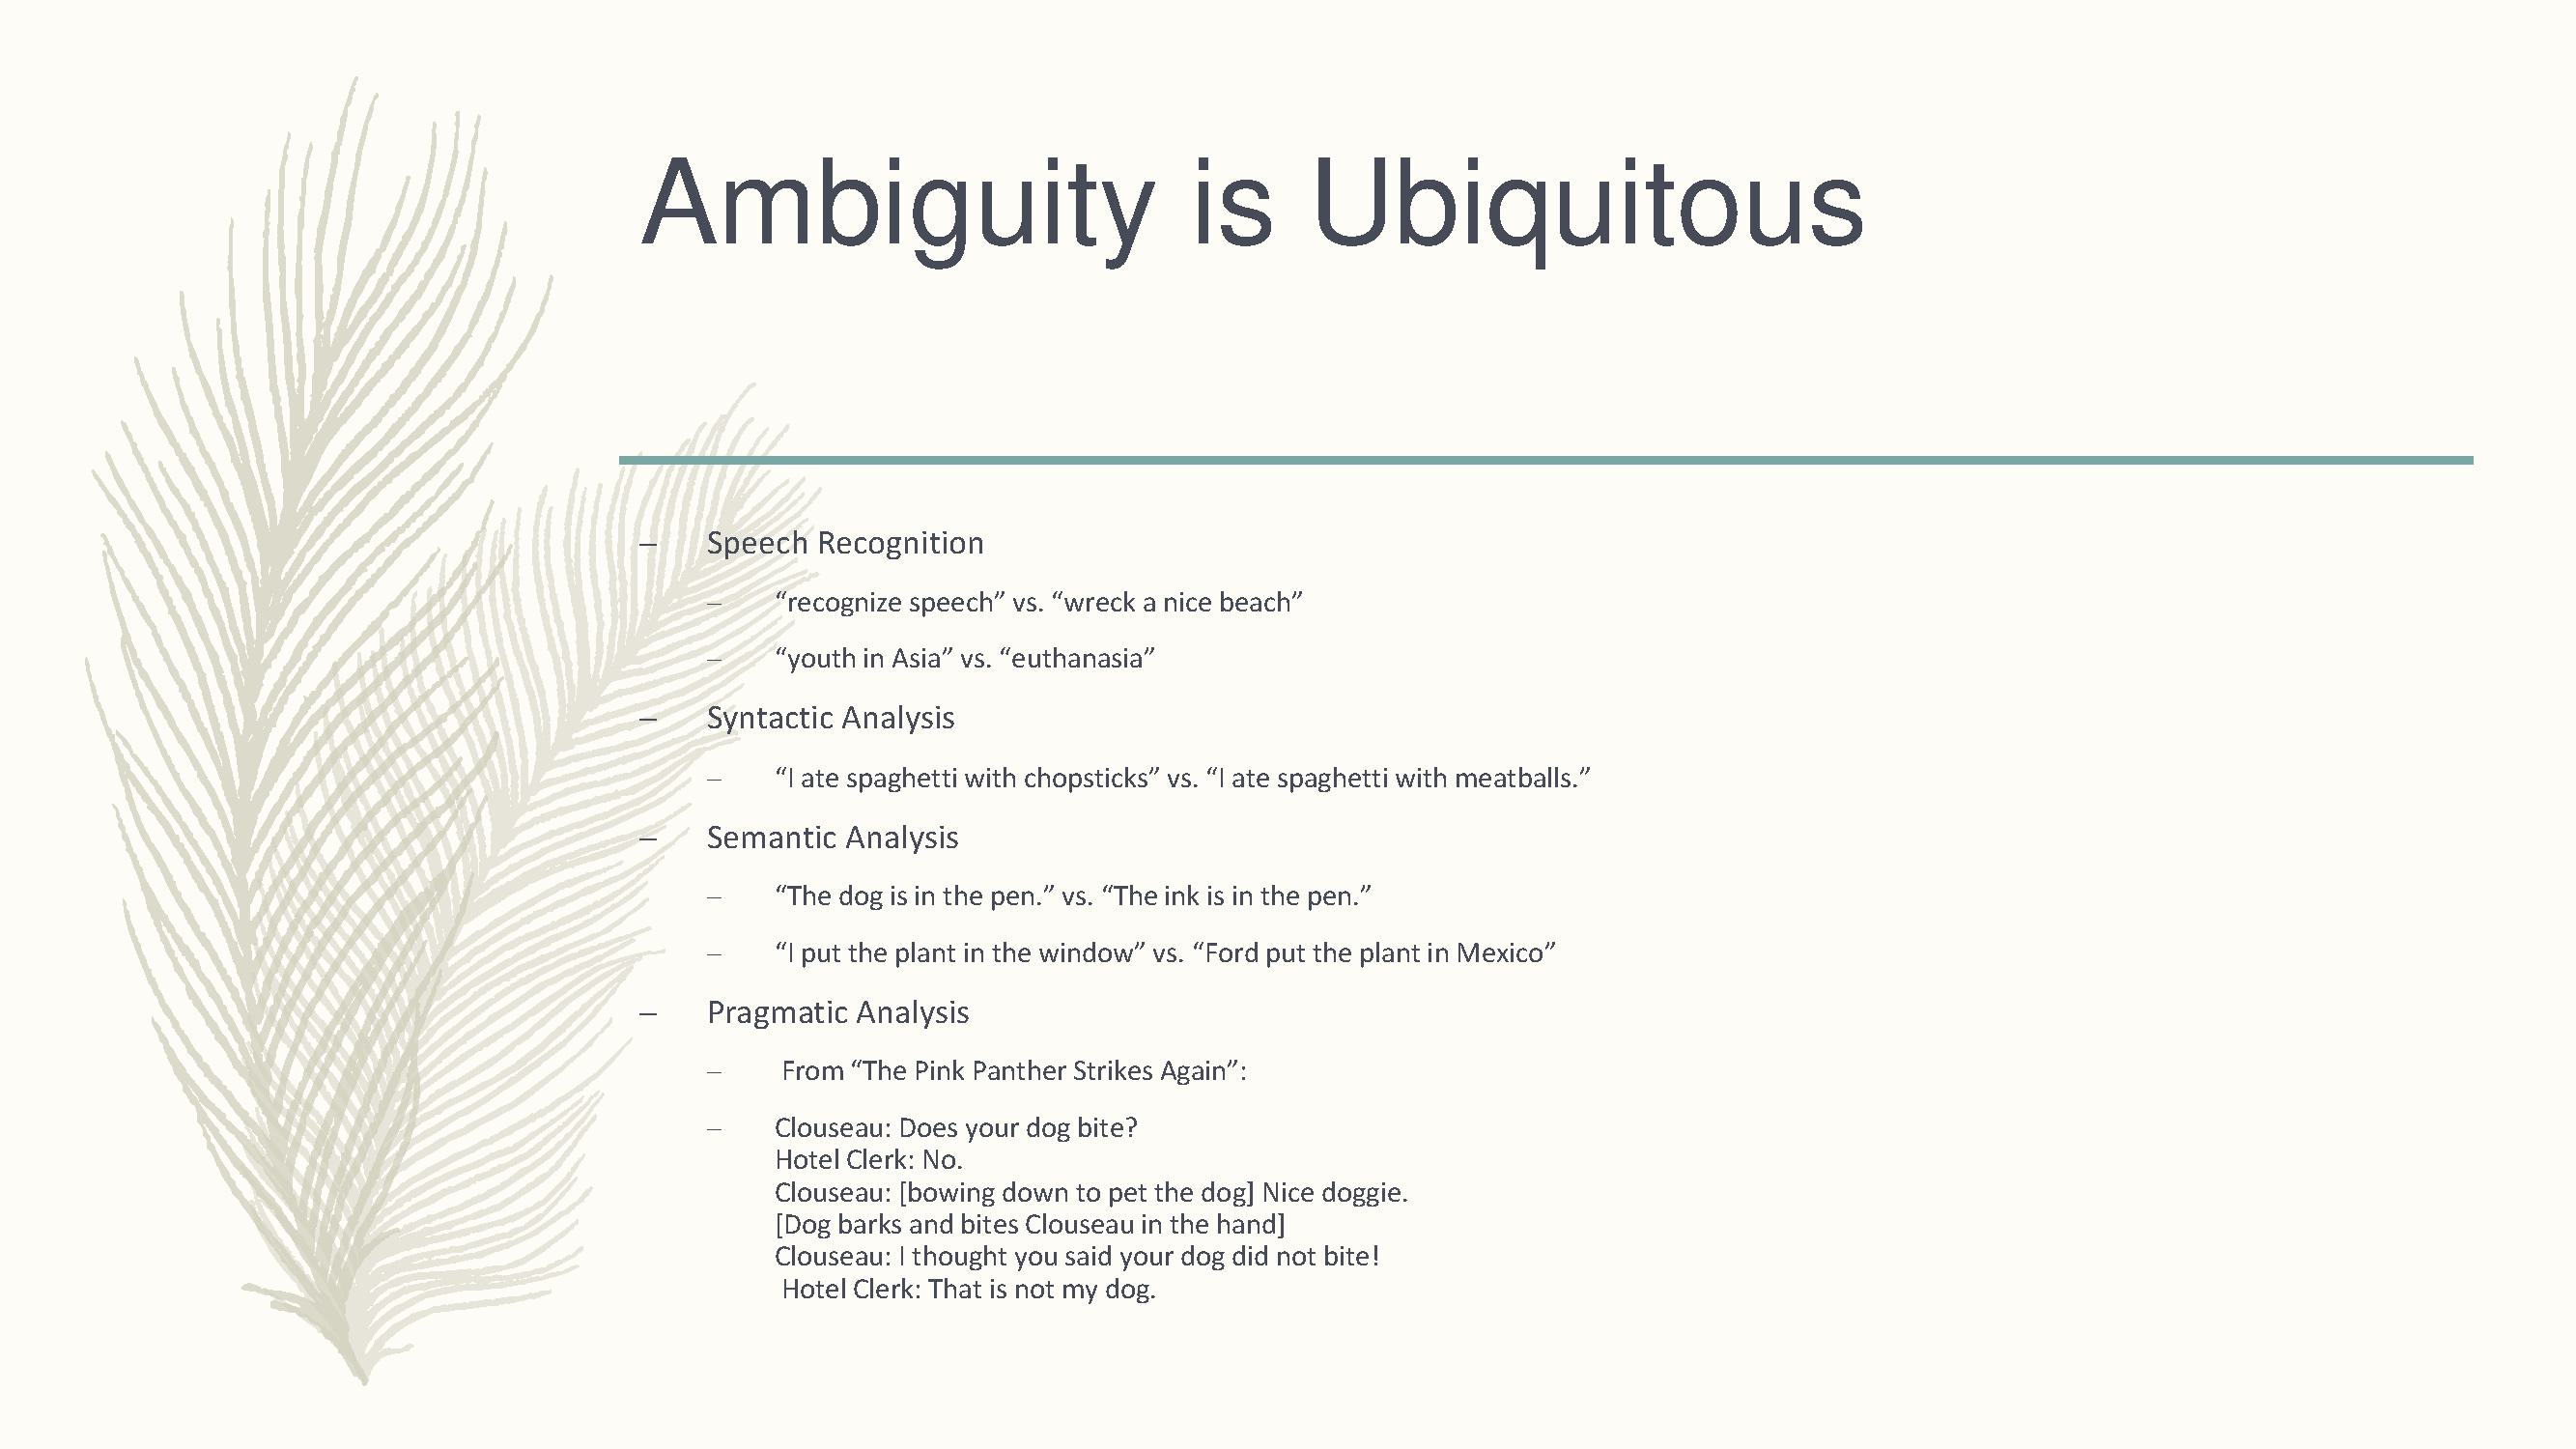 Ambiguity is Ubiquitous
– Speech Recognition
– “recognize speech” vs. “wreck a nice beach”
– “youth in Asia” vs. “euthanasia”
– Syntactic Analysis
– “I ate spaghetti with chopsticks” vs. “I ate spaghetti with meatballs.”
– Semantic Analysis
– “The dog is in the pen.” vs. “The ink is in the pen.”
– “I put the plant in the window” vs. “Ford put the plant in Mexico”
– Pragmatic Analysis
– From “The Pink Panther Strikes Again”:
– Clouseau: Does your dog bite?
Hotel Clerk: No.
Clouseau: [bowing down to pet the dog] Nice doggie.
[Dog barks and bites Clouseau in the hand]
Clouseau: I thought you said your dog did not bite!
Hotel Clerk: That is not my dog.